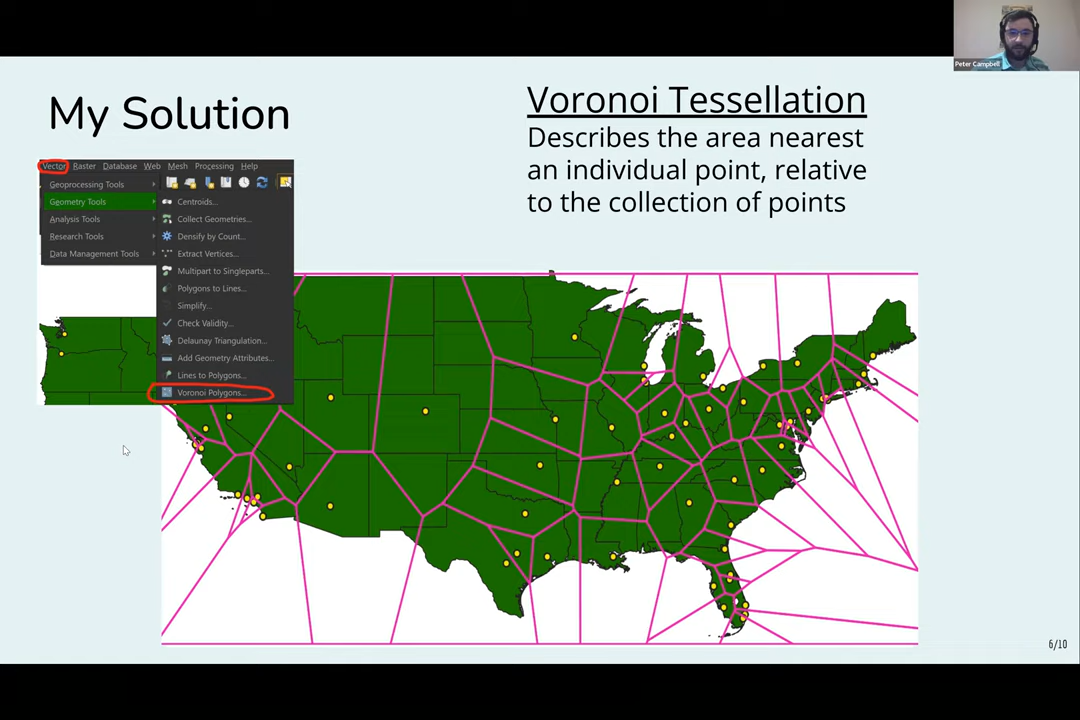 Peter Campbell
My Solution
Voronoi Tessellation
Describes the area nearest
an individual point, relative
to the collection of points
Vector Raster Database Web Mesh Processing Help
Geoprocessing Tools
Geometry Tools
Analysis Tools
Research Tools
Data Management Tools
Centroids...
Collect Geometries...
Densify by Count...
Extract Vertices...
Multipart to Singleparts...
Polygons to Lines...
Simplify...
Check Validity...
Delaunay Triangulation...
Add Geometry Attributes...
Lines to Polygons...
Voronoi Polygons...
6/10